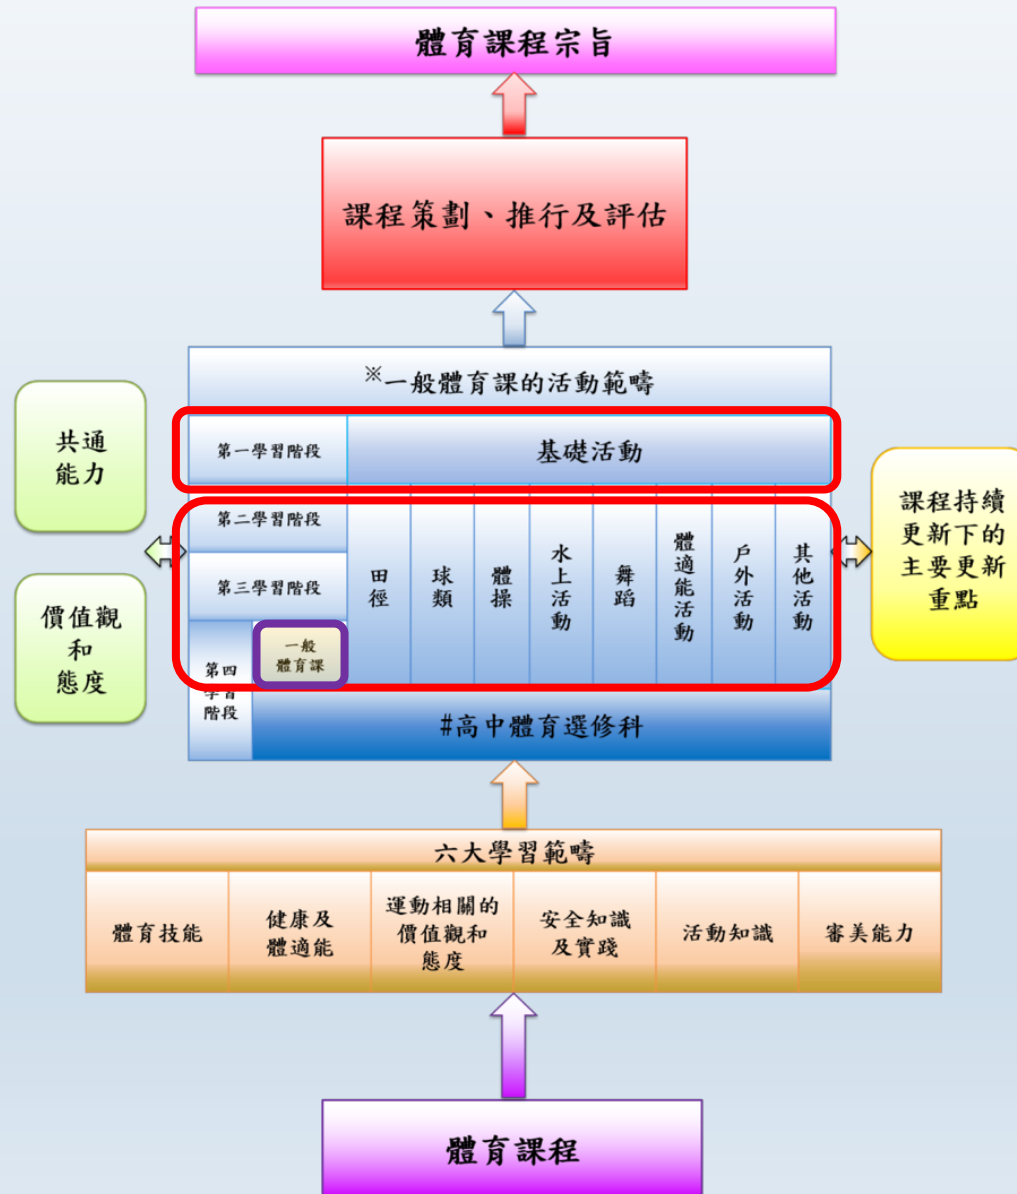 體育課程宗旨
課程策劃、推行及評估
※一般體育課的活動範疇
共通
能力
價值觀
和
態度
第一學習階段
基礎活動
第二學習階段
第三學習階段
第四
學習
階段
一般
體育課
田徑
球類
體操
水上活動
舞蹈
體適能活動
戶外活動
其他活動
#高中體育選修科
課程持續
更新下的
主要更新
重點
六大學習範疇
體育技能
健康及
體適能
運動相關的
價值觀和
態度
安全知識
及實踐
活動知識
審美能力
體育課程